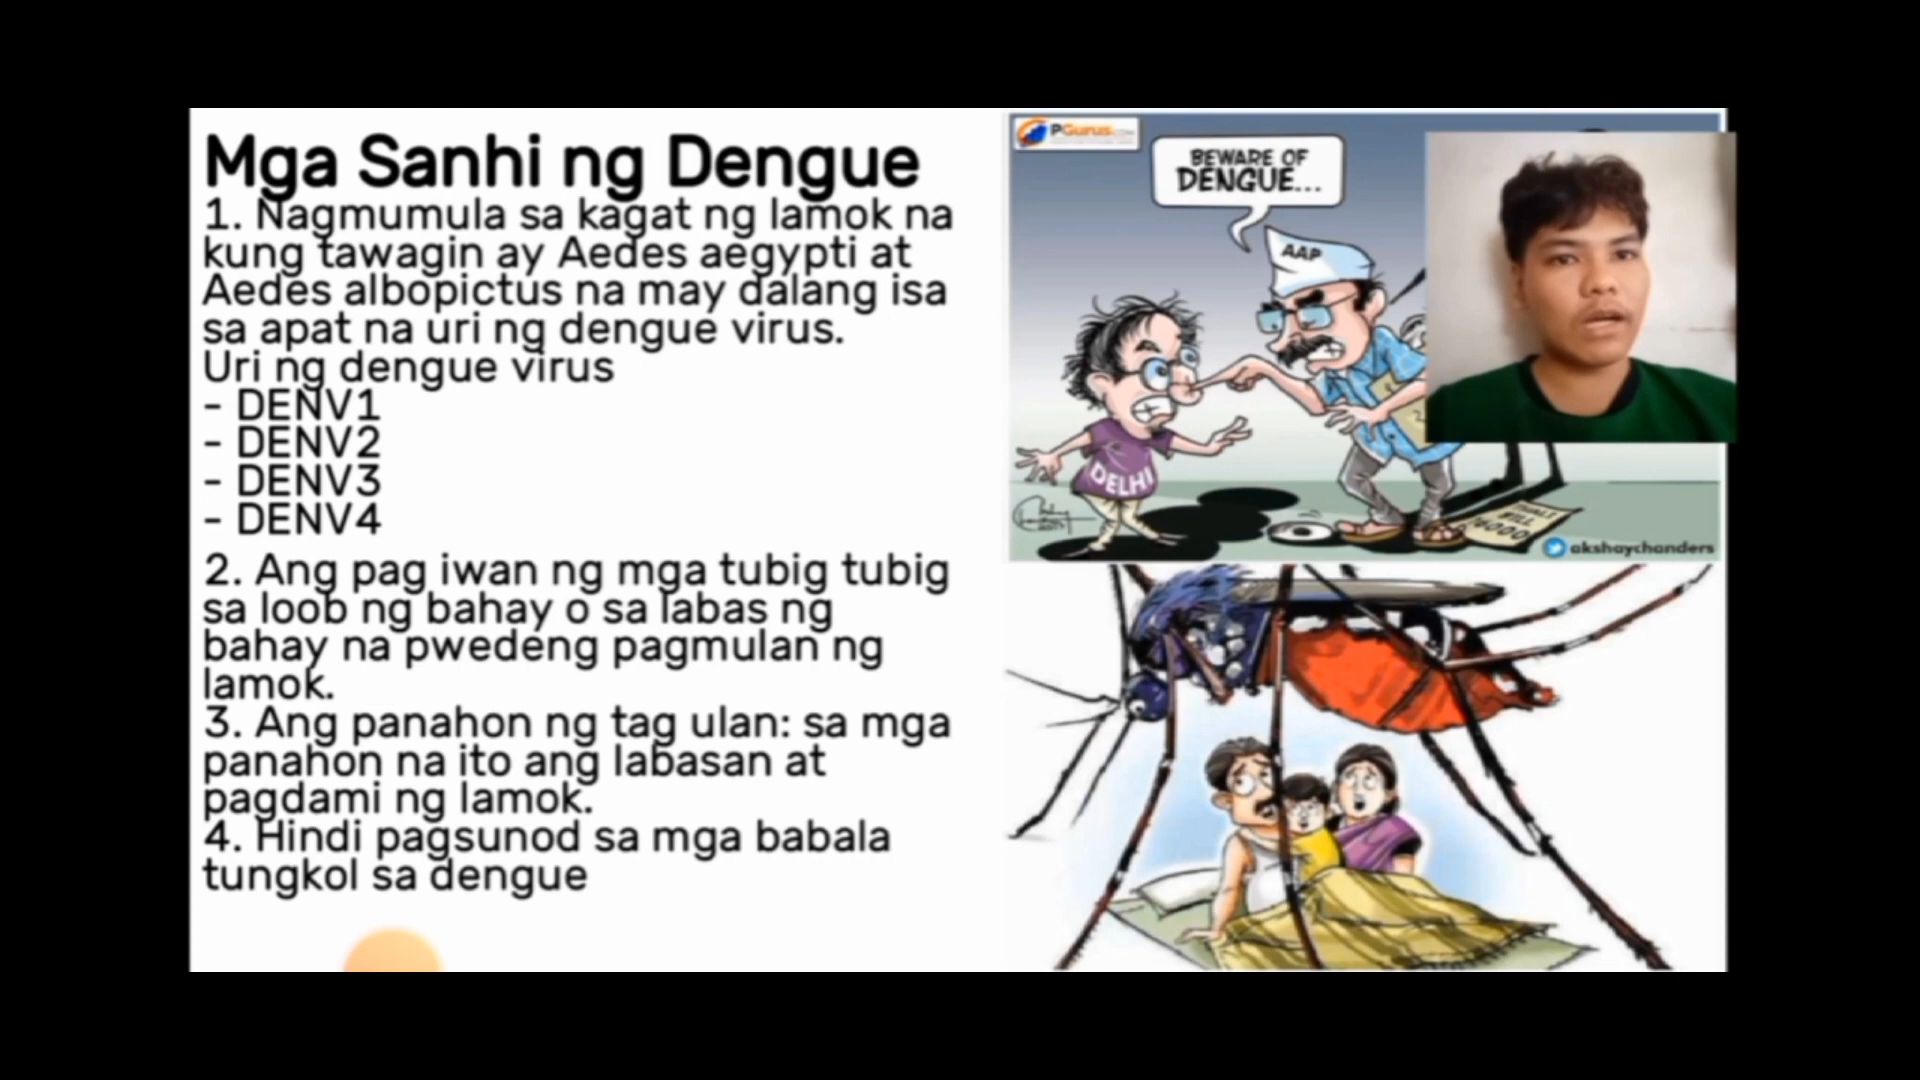 Mga Sanhi ng Dengue
1. Nagmumula sa kagat ng lamok na
kung tawagin ay Aedes aegypti at
Aedes albopictus na may dalang isa
sa apat na uri ng dengue virus.
Uri ng dengue virus
- DENV1
- DENV2
- DENV3
- DENV4
2. Ang pag iwan ng mga tubig tubig
sa loob ng bahay o sa labas ng
bahay na pwedeng pagmulan ng
lamok.
3. Ang panahon ng tag ulan: sa mga
panahon na ito ang labasan at
pagdami ng lamok.
4. Hindi pagsunod sa mga babala
tungkol sa dengue
PGurus.COM
BEWARE OF
DENGUE...
AAP
DELHI
akshaychanders